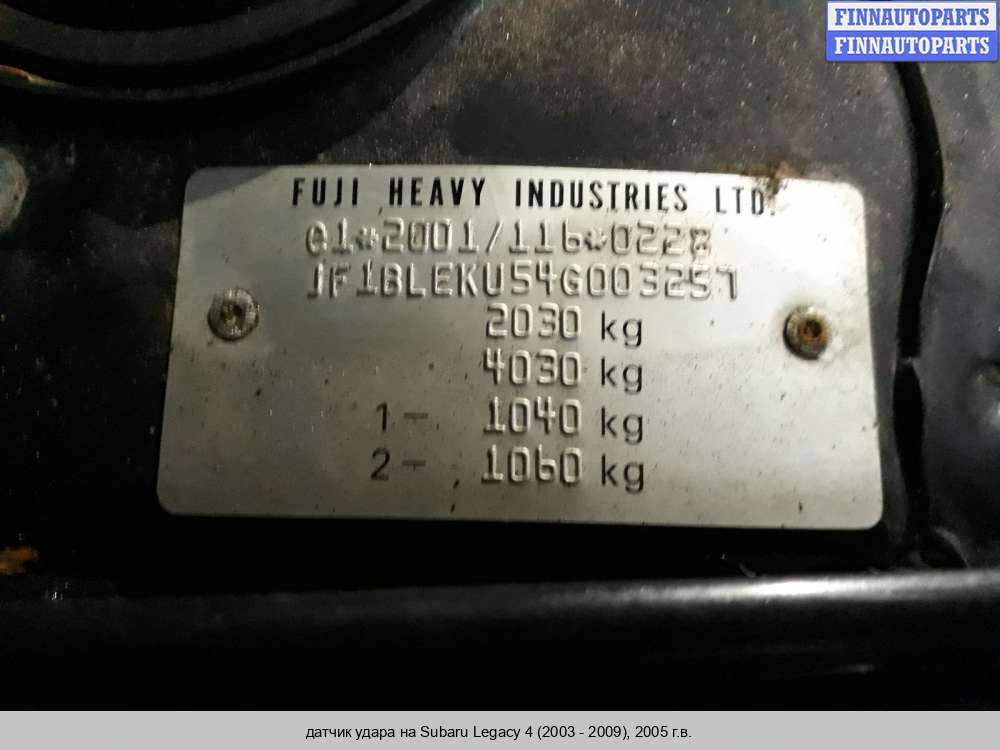 FINNAUTOPARTS
FINNAUTOPARTS
FUJI HEAVY INDUSTRIES LTD.
e1*2001/116*0228
JF1BLEKU54G003257
2030 kg
4030 kg
1- 1040 kg
2- 1060 kg
датчик удара на Subaru Legacy 4 (2003 - 2009), 2005 г.в.